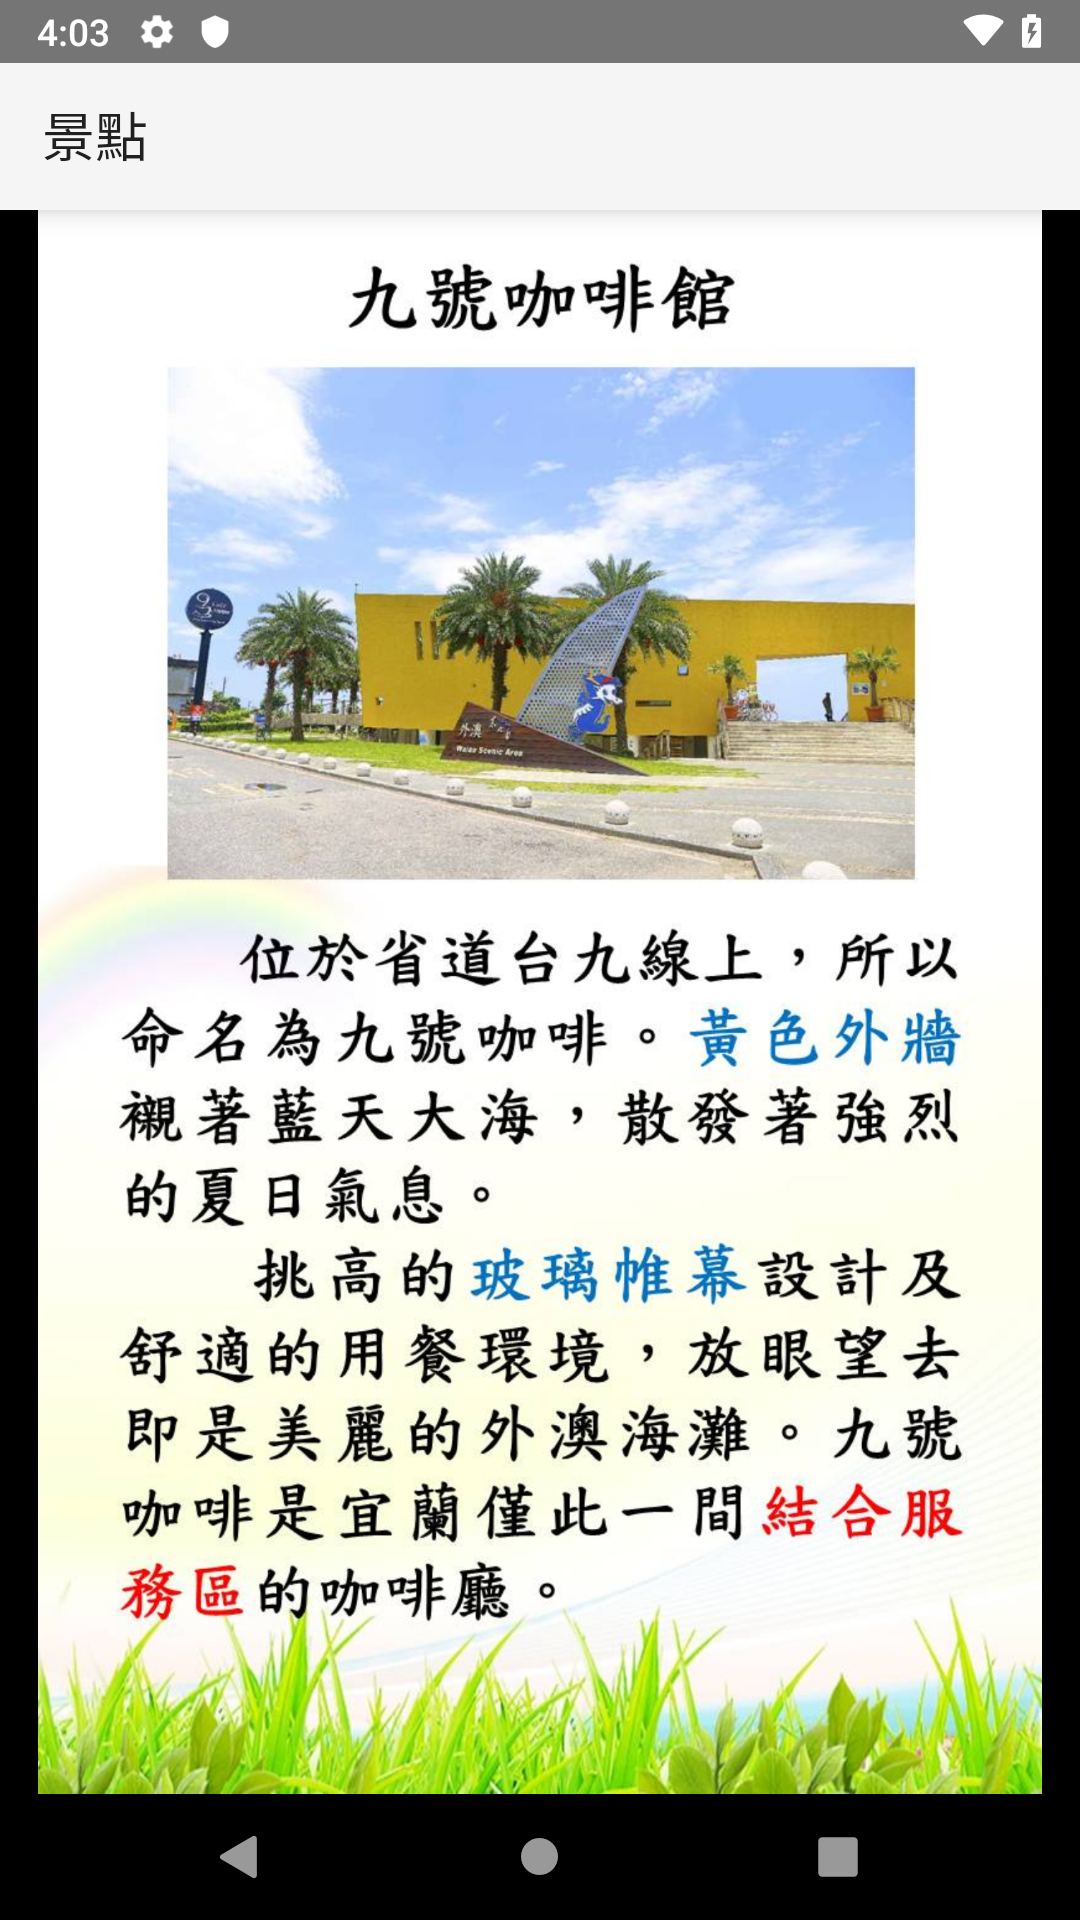 4:03
景點
九號咖啡館
外澳
Waiao Scenic Area
位於省道台九線上，所以
命名為九號咖啡。黃色外牆
襯著藍天大海，散發著強烈
的夏日氣息。
挑高的玻璃帷幕設計及
舒適的用餐環境，放眼望去
即是美麗的外澳海灘。九號
咖啡是宜蘭僅此一間結合服
務區的咖啡廳。